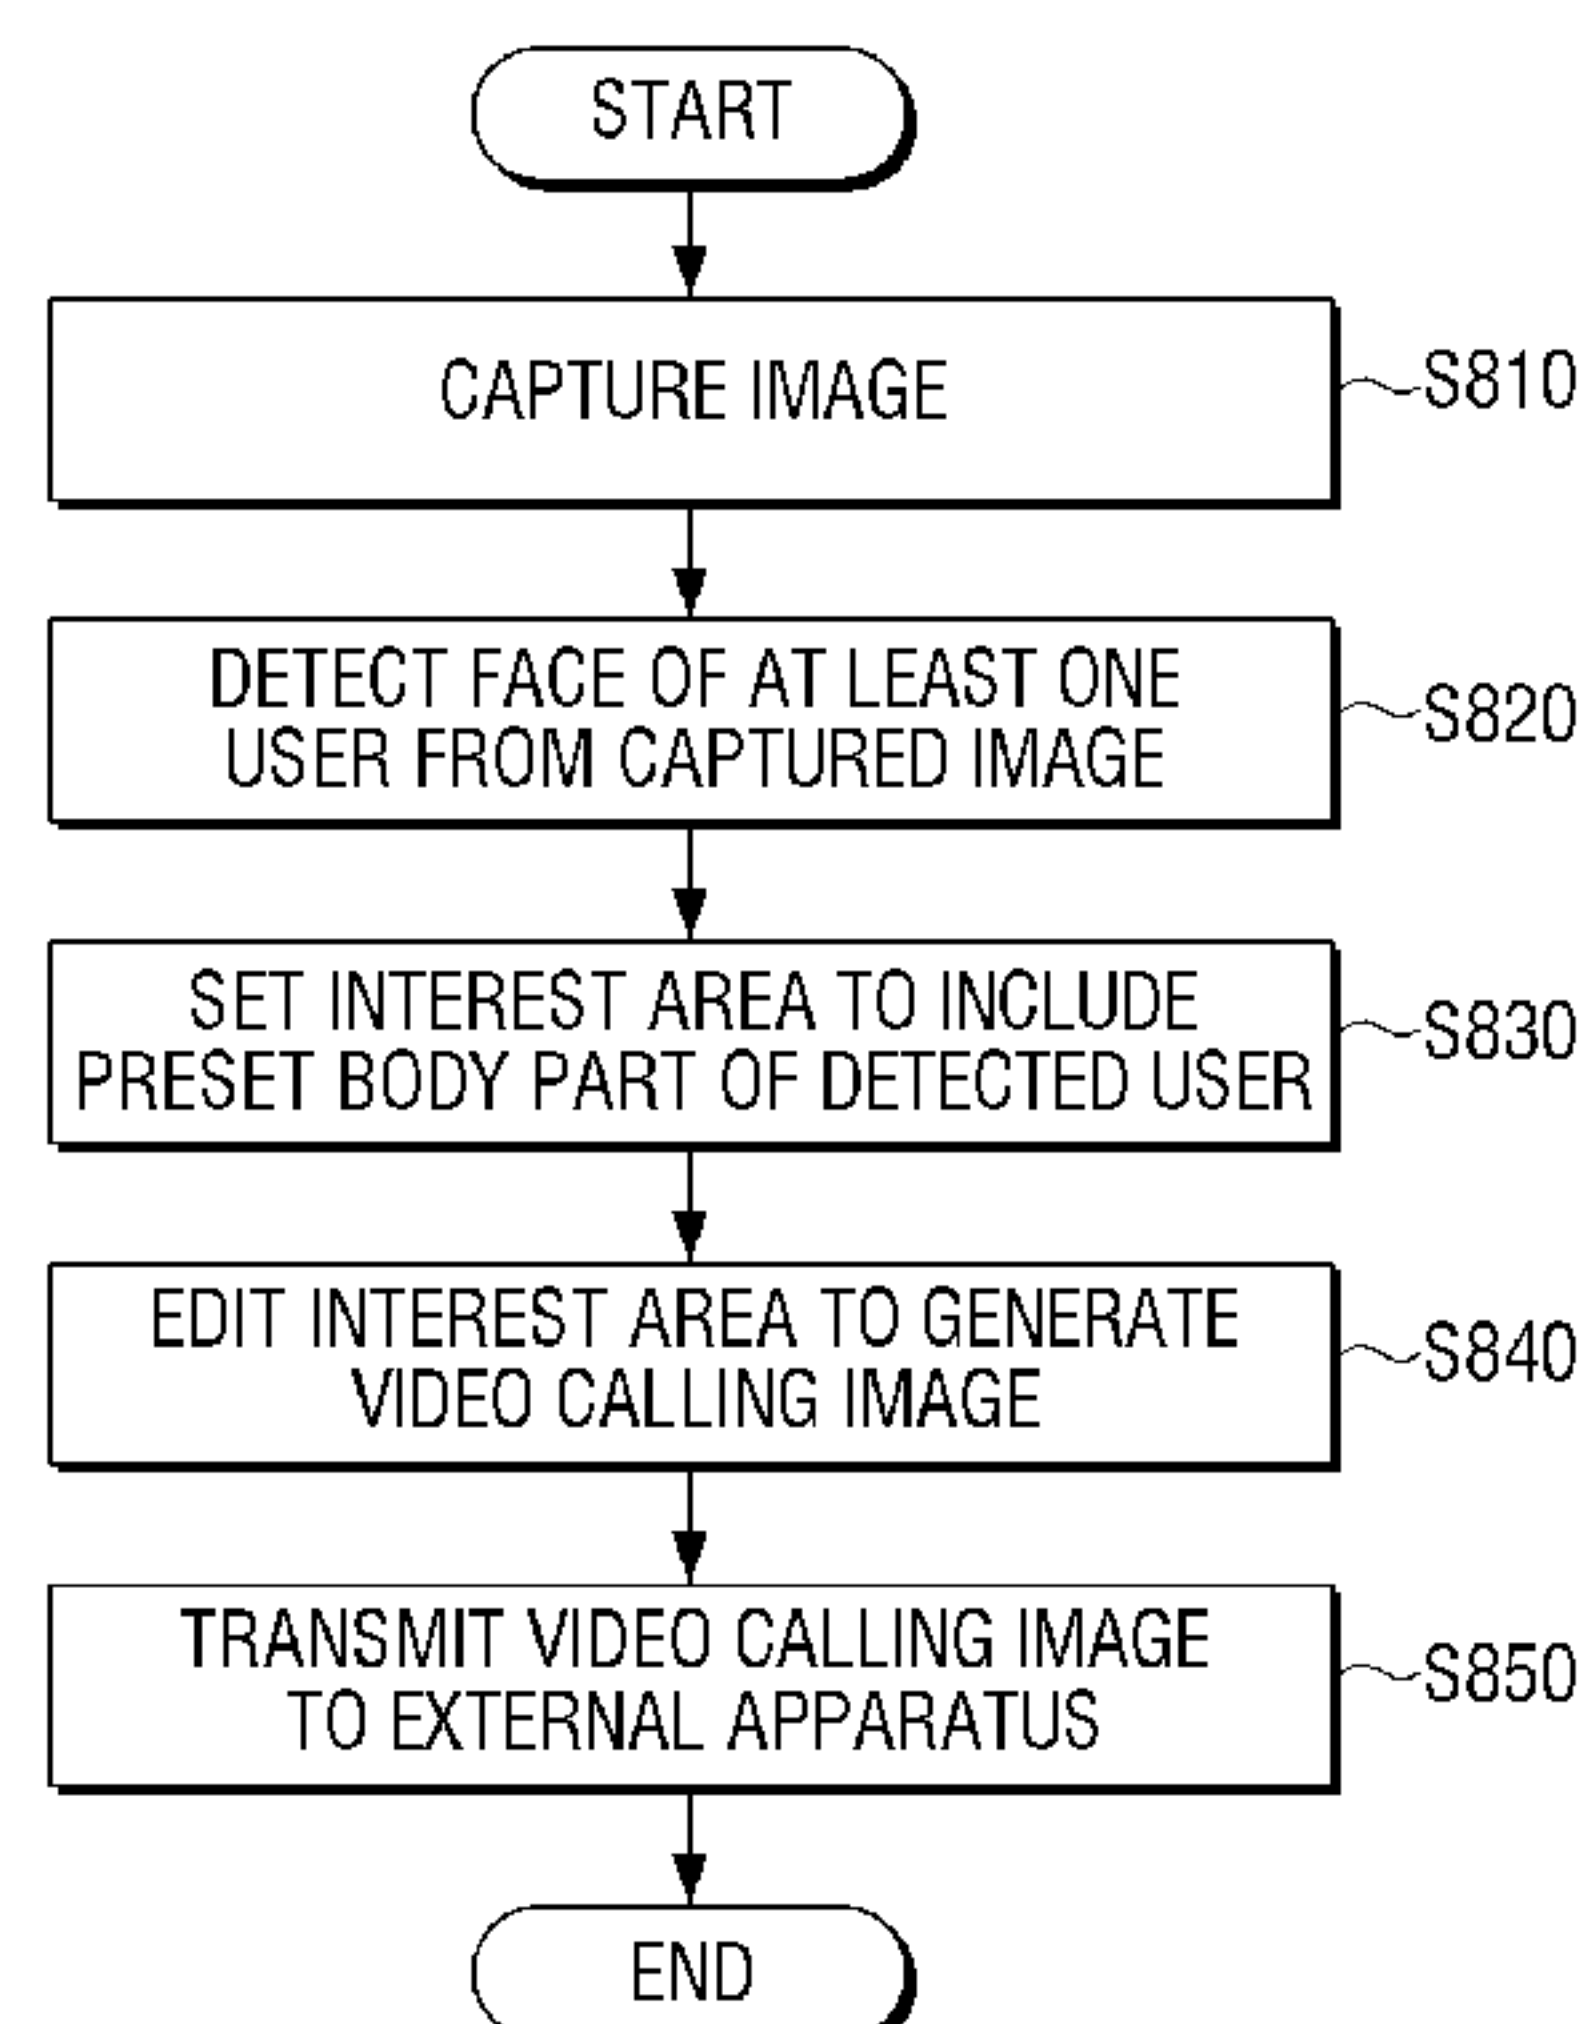 START
CAPTURE IMAGE
S810
DETECT FACE OF AT LEAST ONE
USER FROM CAPTURED IMAGE
S820
SET INTEREST AREA TO INCLUDE
PRESET BODY PART OF DETECTED USER
S830
EDIT INTEREST AREA TO GENERATE
VIDEO CALLING IMAGE
S840
TRANSMIT VIDEO CALLING IMAGE
TO EXTERNAL APPARATUS
S850
END